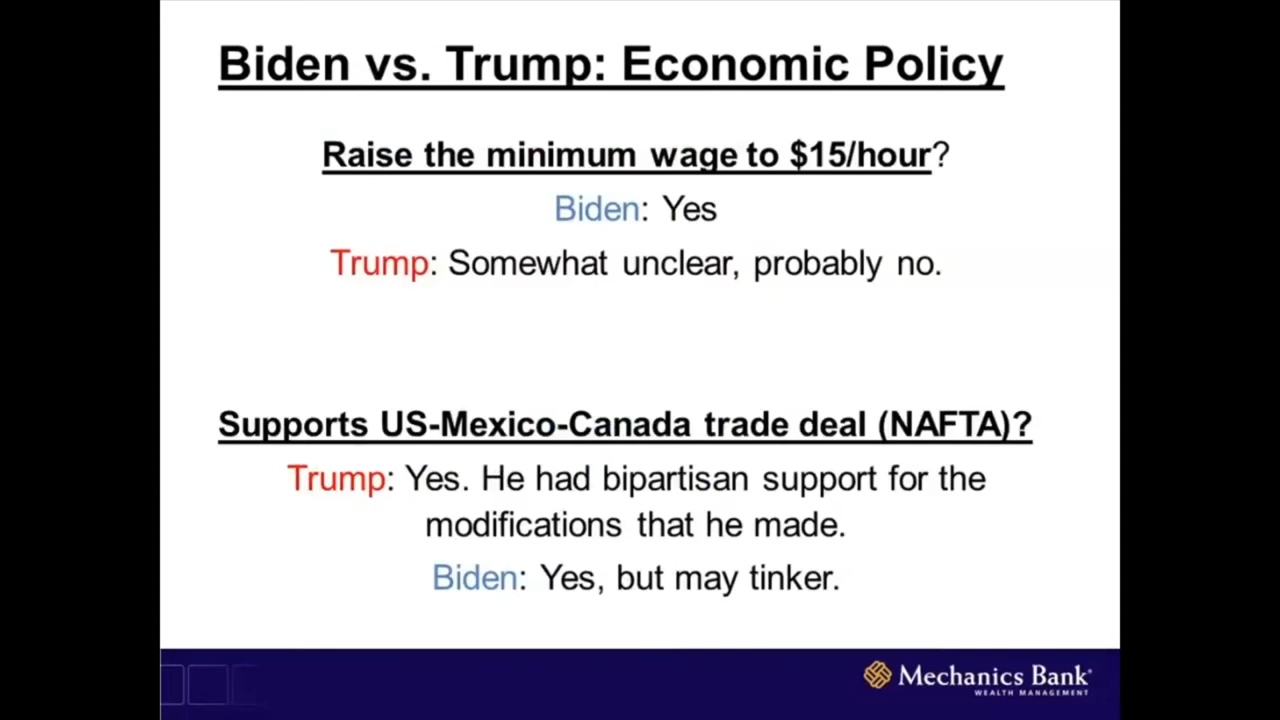 Biden vs. Trump: Economic Policy
Raise the minimum wage to $15/hour?
Biden: Yes
Trump: Somewhat unclear, probably no.
Supports US-Mexico-Canada trade deal (NAFTA)?
Trump: Yes. He had bipartisan support for the
modifications that he made.
Biden: Yes, but may tinker.
Mechanics Bank
WEALTH MANAGEMENT